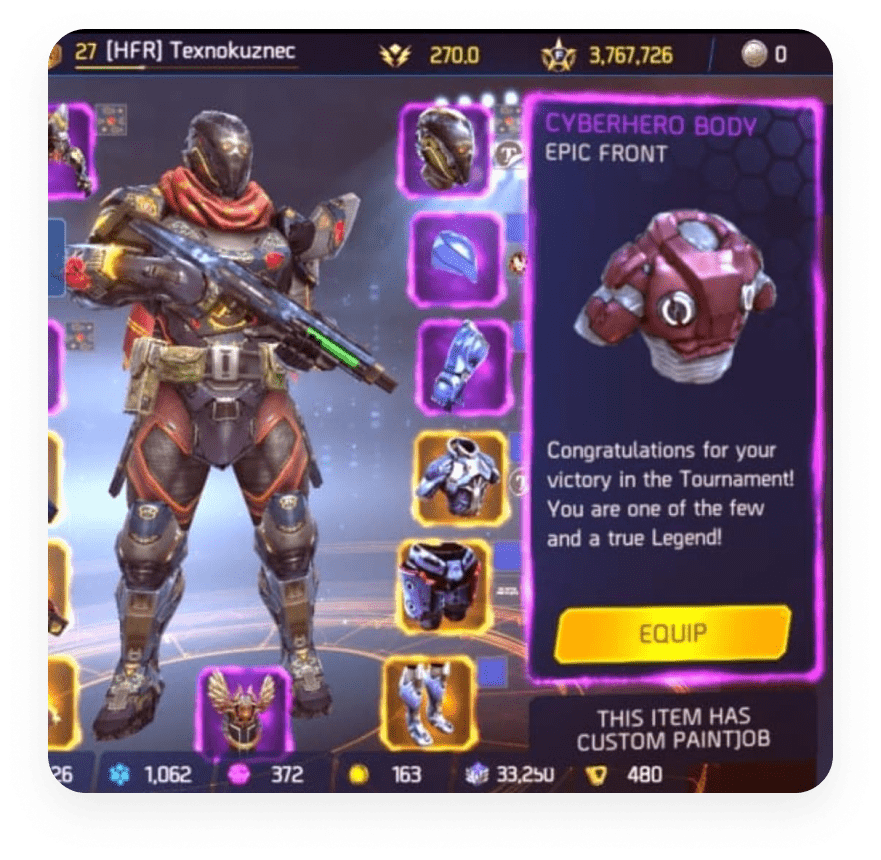 27 [HFR] Texnokuznec 270.0 3,767,726 0
CYBERHERO BODY
EPIC FRONT
Congratulations for your
victory in the Tournament!
You are one of the few
and a true Legend!
EQUIP
THIS ITEM HAS
CUSTOM PAINTJOB
26 1,062 372 163 33,250 480